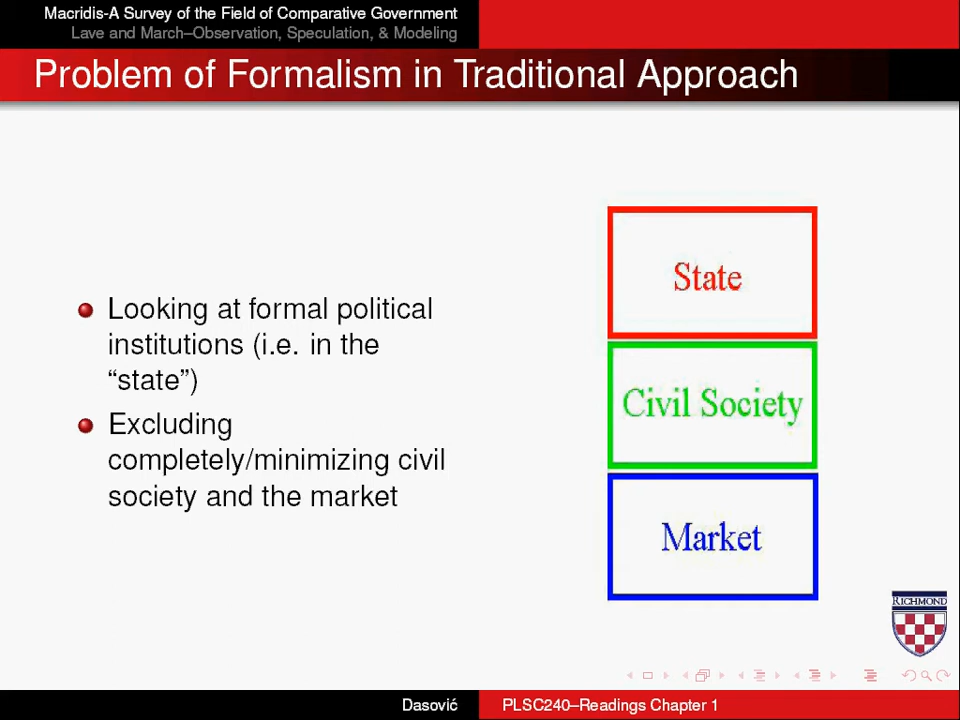 Macridis-A Survey of the Field of Comparative Government
Lave and March–Observation, Speculation, & Modeling
Problem of Formalism in Traditional Approach
Looking at formal political
institutions (i.e. in the
“state”)
Excluding
completely/minimizing civil
society and the market
State
Civil Society
Market
RICHMOND
Dasović
PLSC240–Readings Chapter 1